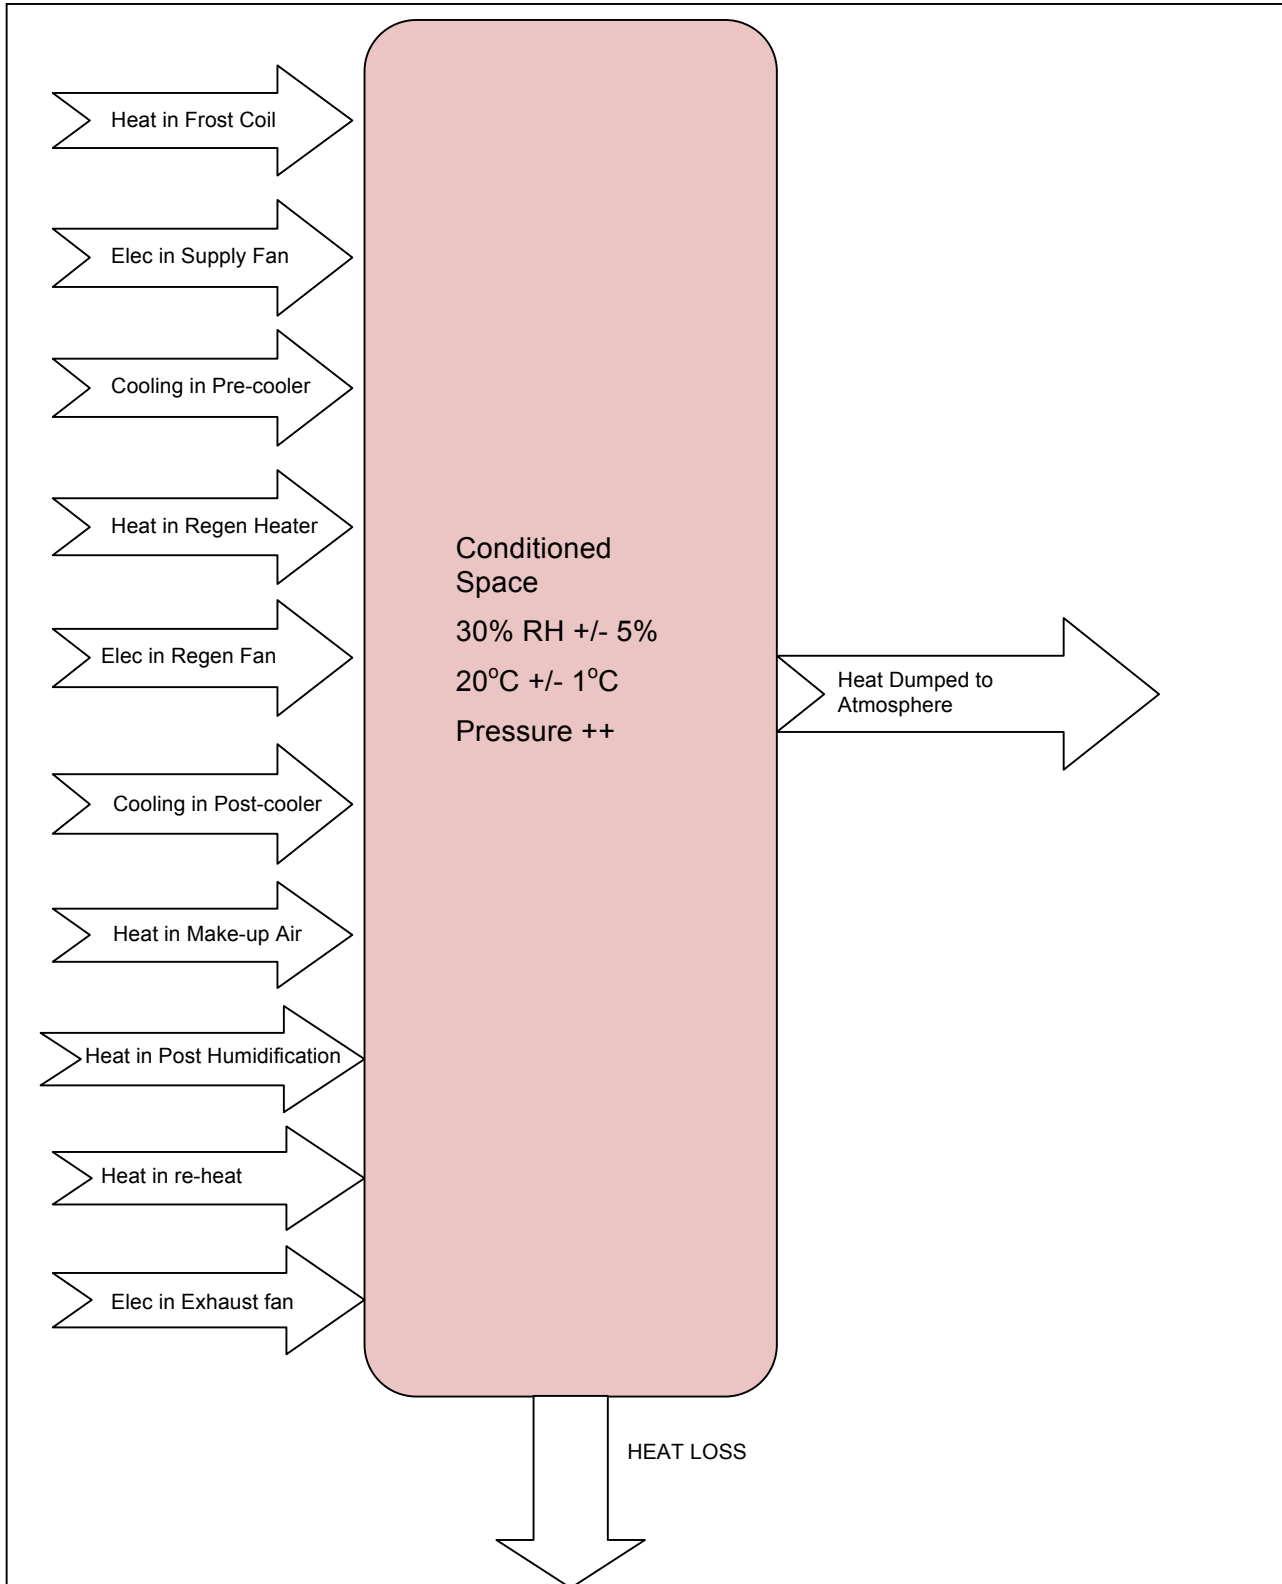 Heat in Frost Coil
Elec in Supply Fan
Cooling in Pre-cooler
Heat in Regen Heater
Elec in Regen Fan
Cooling in Post-cooler
Heat in Make-up Air
Heat in Post Humidification
Heat in re-heat
Elec in Exhaust fan
Conditioned
Space
30% RH +/- 5%
20°C +/- 1°C
Pressure ++
Heat Dumped to
Atmosphere
HEAT LOSS